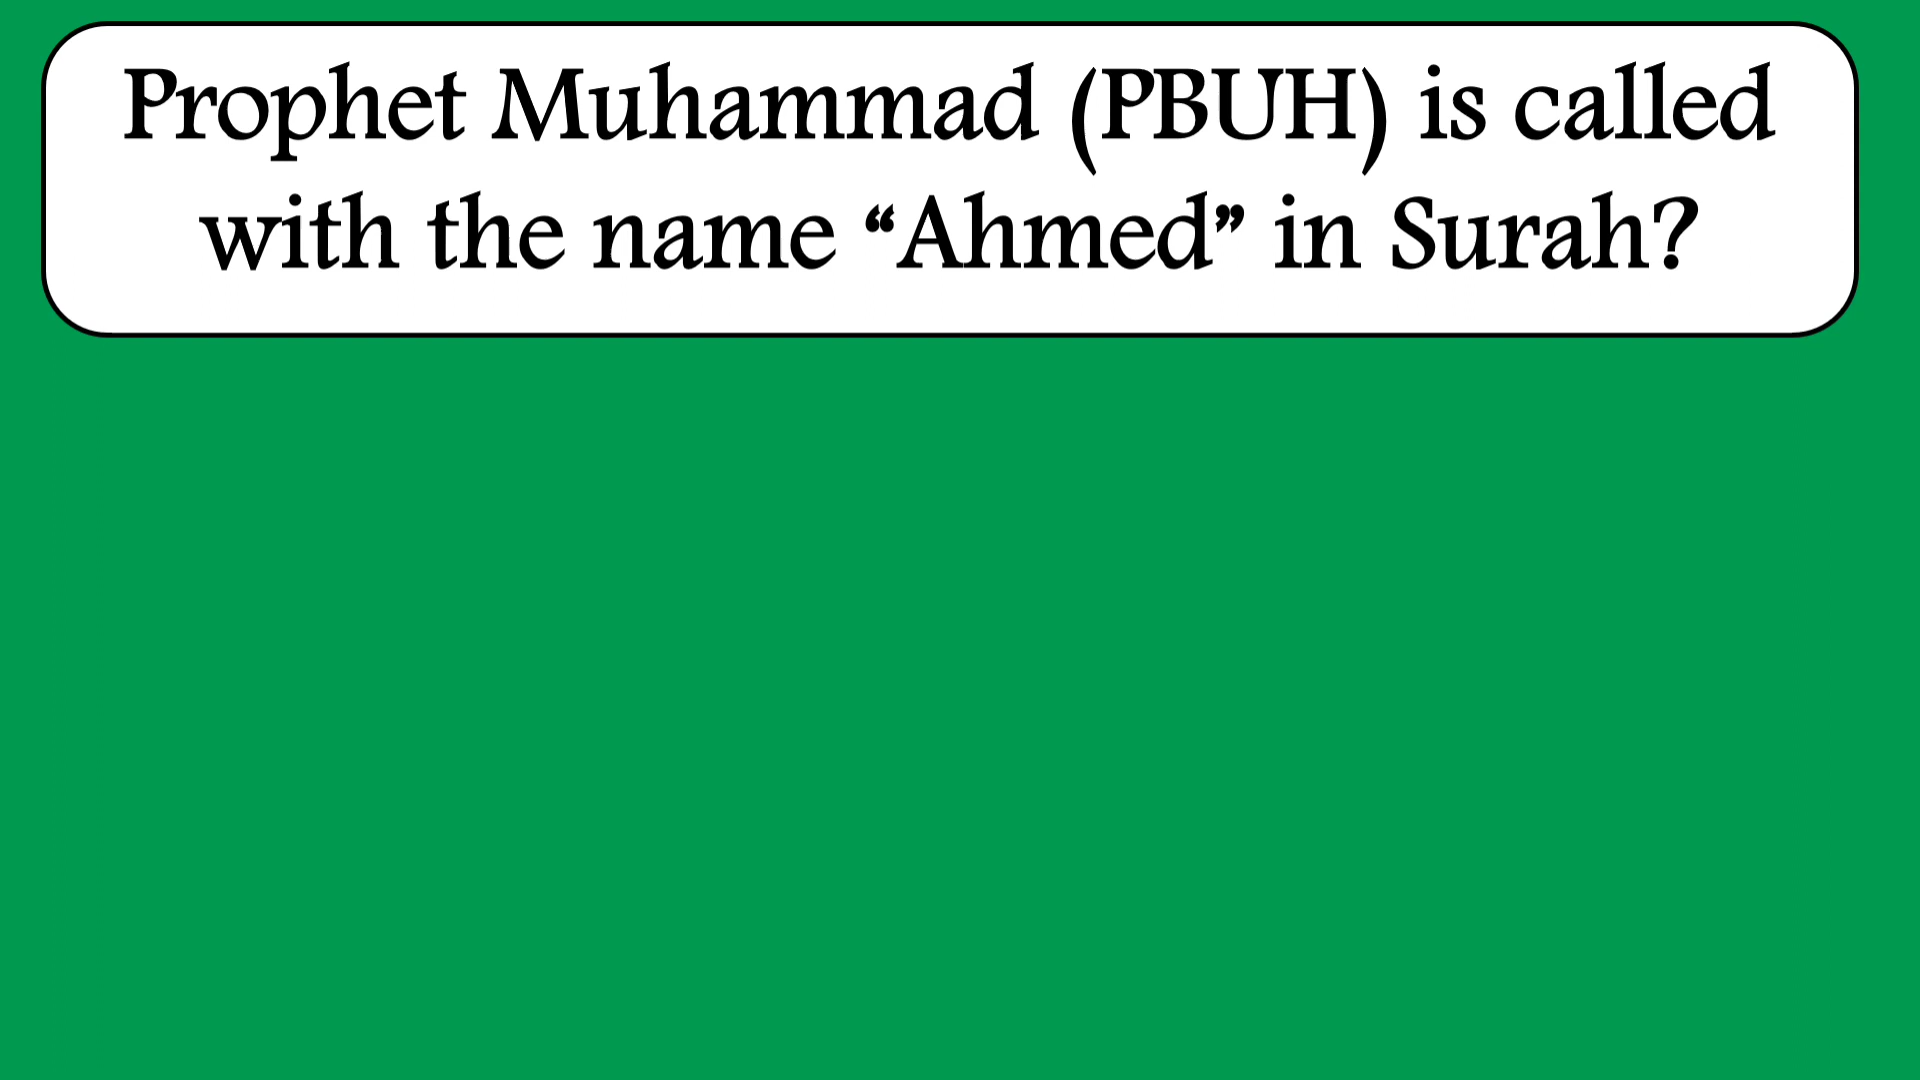 Prophet Muhammad (PBUH) is called
with the name “Ahmed” in Surah?